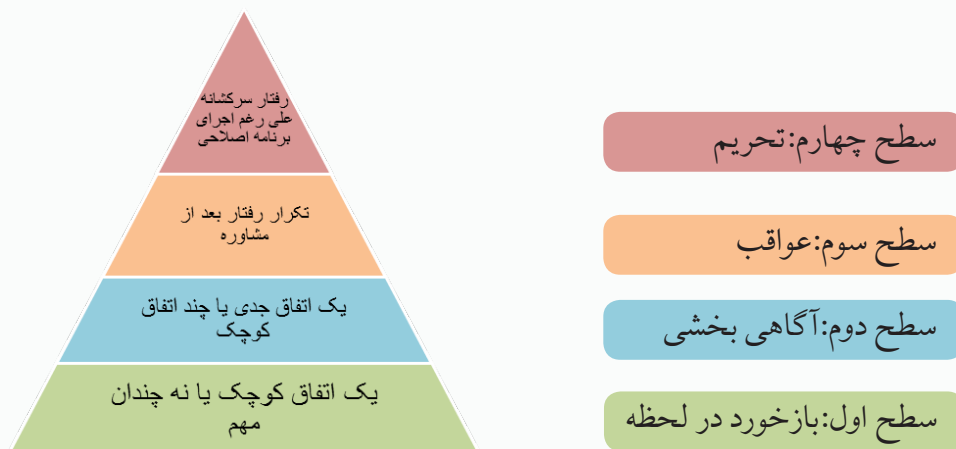 رفتار سرکشانه
علی رغم اجرای
برنامه اصلاحی
سطح چهارم:تحریم
تکرار رفتار بعد از
مشاوره
سطح سوم:عواقب
یک اتفاق جدی یا چند اتفاق
کوچک
سطح دوم:آگاهی بخشی
یک اتفاق کوچک یا نه چندان
مهم
سطح اول:بازخورد در لحظه